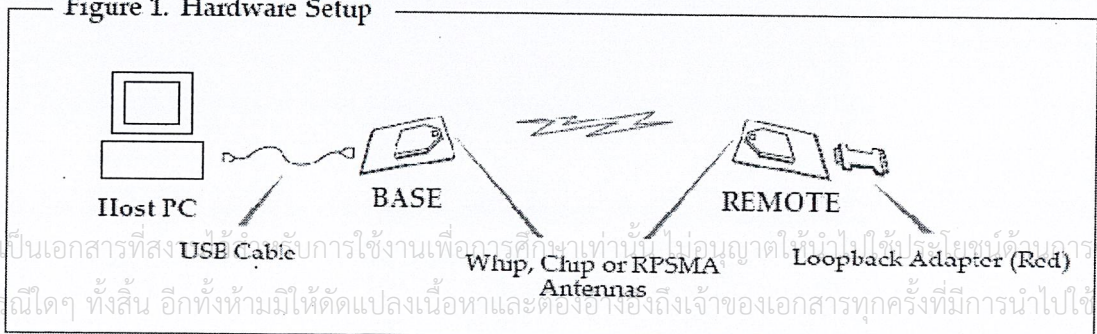 Figure 1. Hardware Setup
Host PC
BASE
REMOTE
USB Cable
Whip, Chip or RPSMA
Antennas
Loopback Adapter (Red)
เป็นเอกสารที่สงวนไว้สำหรับการใช้งานเพื่อการศึกษาเท่านั้น ไม่อนุญาตให้นำไปใช้ประโยชน์ด้านการ
รณีใดๆ ทั้งสิ้น อีกทั้งห้ามมิให้ดัดแปลงเนื้อหาและต้องอ้างอิงถึงเจ้าของเอกสารทุกครั้งที่มีการนำไปใช้